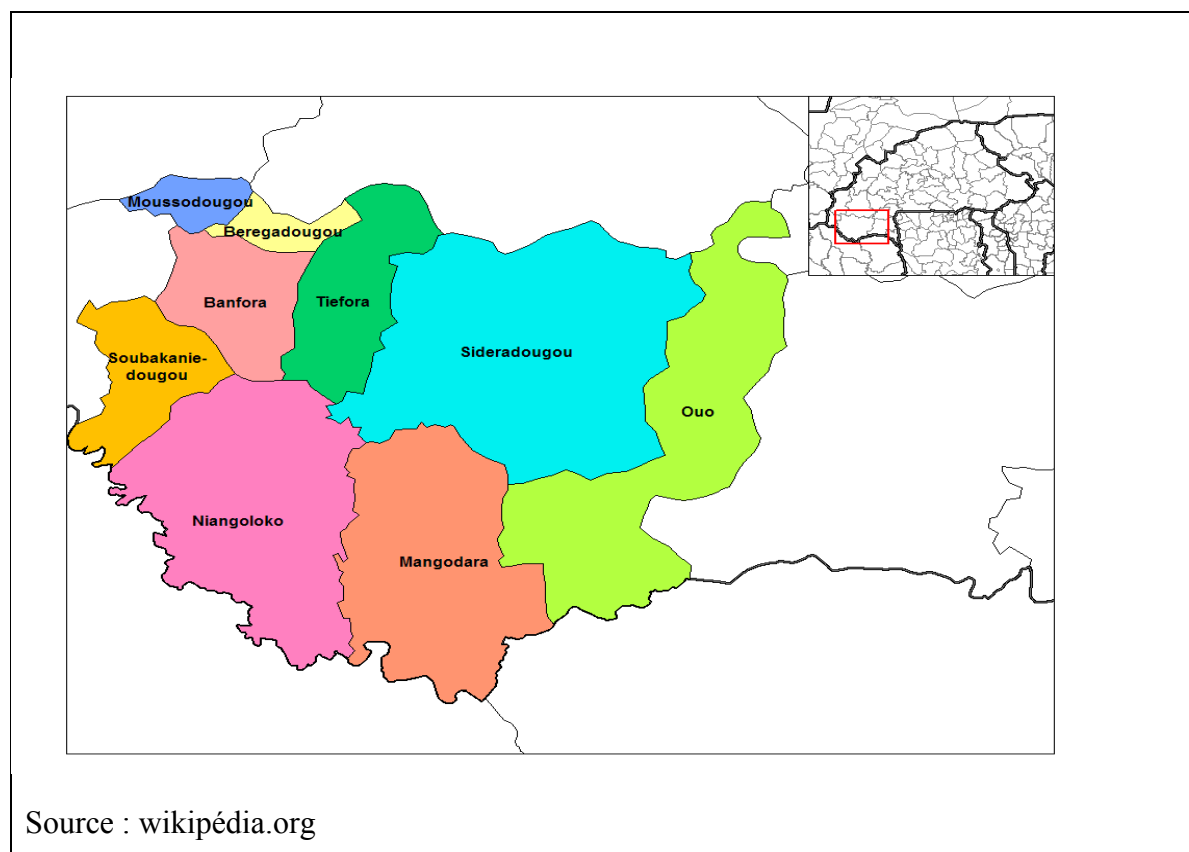 Moussodougou
Beregadougou
Banfora
Tiefora
Soubakanie-
dougou
Sideradougou
Ouo
Niangoloko
Mangodara
Source : wikipédia.org